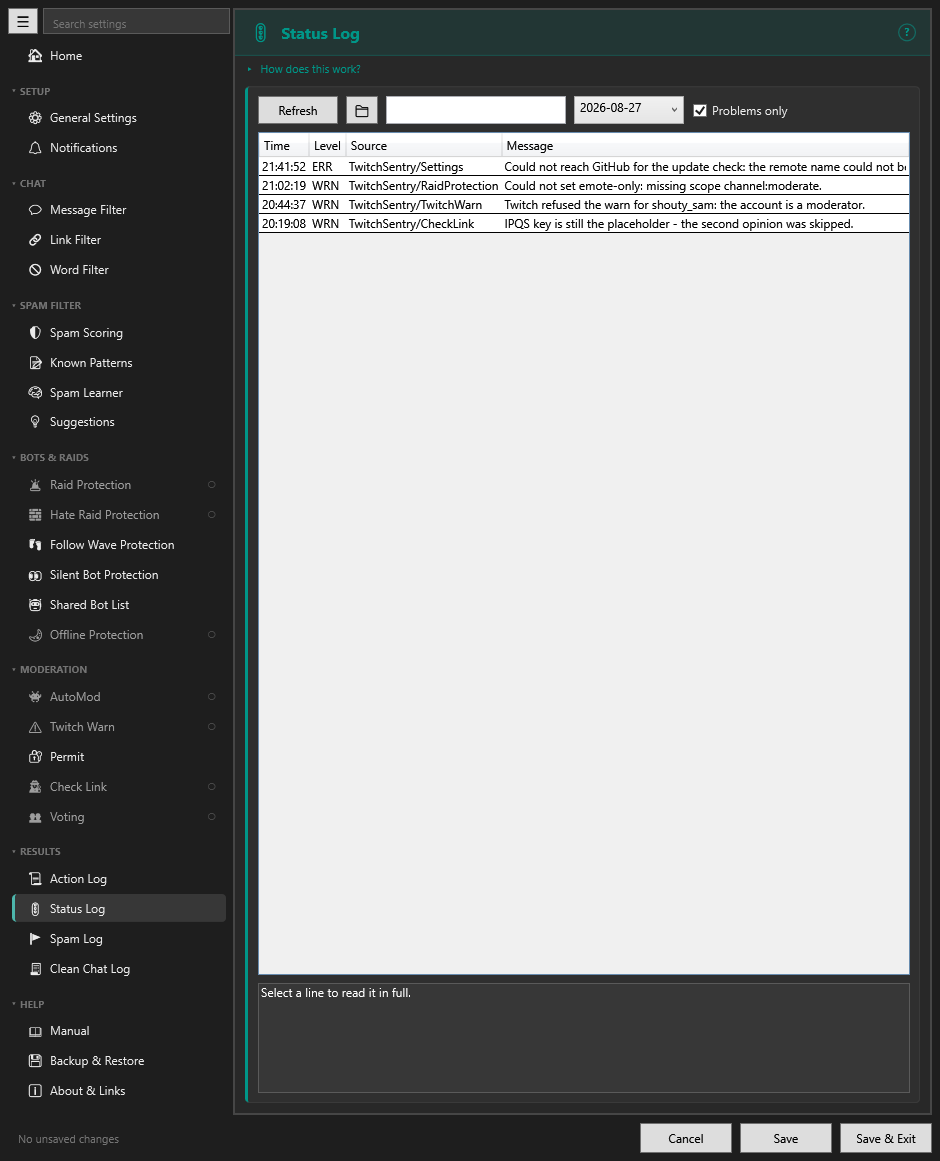 Search settings
Home
SETUP
General Settings
Notifications
CHAT
Message Filter
Link Filter
Word Filter
SPAM FILTER
Spam Scoring
Known Patterns
Spam Learner
Suggestions
BOTS & RAIDS
Raid Protection
Hate Raid Protection
Follow Wave Protection
Silent Bot Protection
Shared Bot List
Offline Protection
MODERATION
AutoMod
Twitch Warn
Permit
Check Link
Voting
RESULTS
Action Log
Status Log
Spam Log
Clean Chat Log
HELP
Manual
Backup & Restore
About & Links
No unsaved changes
Status Log ?
How does this work?
Refresh 2026-08-27 Problems only
Time Level Source Message
21:41:52 ERR TwitchSentry/Settings Could not reach GitHub for the update check: the remote name could not
21:02:19 WRN TwitchSentry/RaidProtection Could not set emote-only: missing scope channel:moderate.
20:44:37 WRN TwitchSentry/TwitchWarn Twitch refused the warn for shouty_sam: the account is a moderator.
20:19:08 WRN TwitchSentry/CheckLink IPQS key is still the placeholder - the second opinion was skipped.
Select a line to read it in full.
Cancel Save Save & Exit